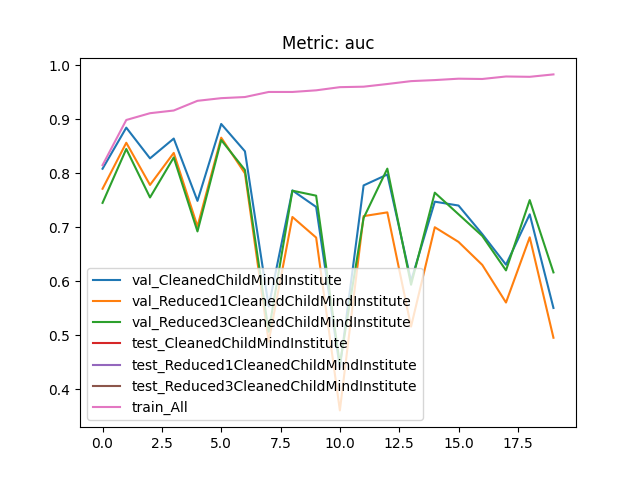 Metric: auc
1.0
0.9
0.8
0.7
0.6
0.5
0.4
val_CleanedChildMindInstitute
val_Reduced1CleanedChildMindInstitute
val_Reduced3CleanedChildMindInstitute
test_CleanedChildMindInstitute
test_Reduced1CleanedChildMindInstitute
test_Reduced3CleanedChildMindInstitute
train_All
0.0 2.5 5.0 7.5 10.0 12.5 15.0 17.5